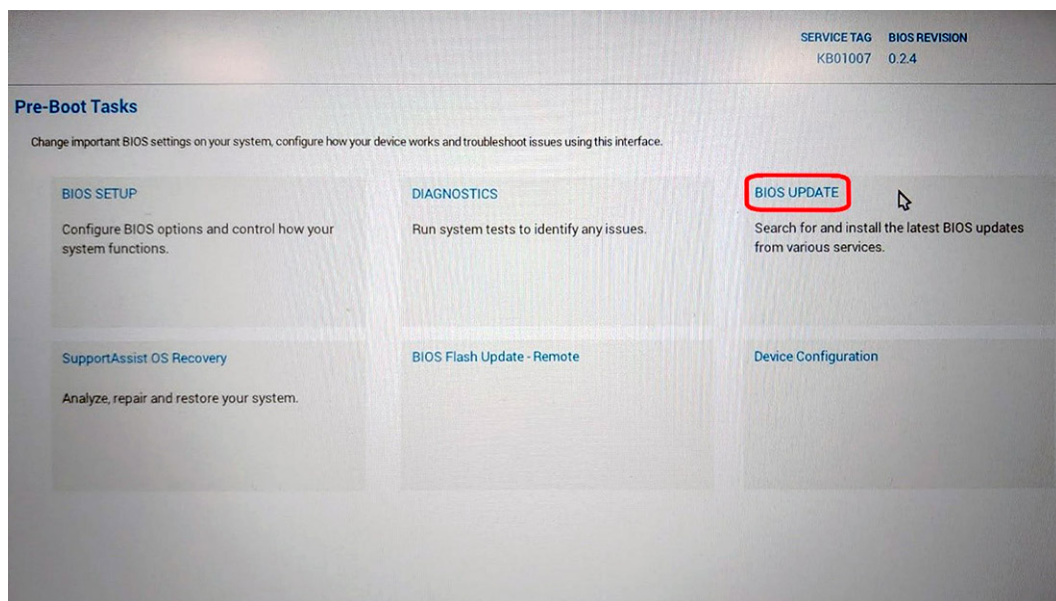 SERVICE TAG BIOS REVISION
KB01007 0.2.4
Pre-Boot Tasks
Change important BIOS settings on your system, configure how your device works and troubleshoot issues using this interface.
BIOS SETUP
Configure BIOS options and control how your
system functions.
DIAGNOSTICS
Run system tests to identify any issues.
BIOS UPDATE
Search for and install the latest BIOS updates
from various services.
SupportAssist OS Recovery
Analyze, repair and restore your system.
BIOS Flash Update - Remote
Device Configuration